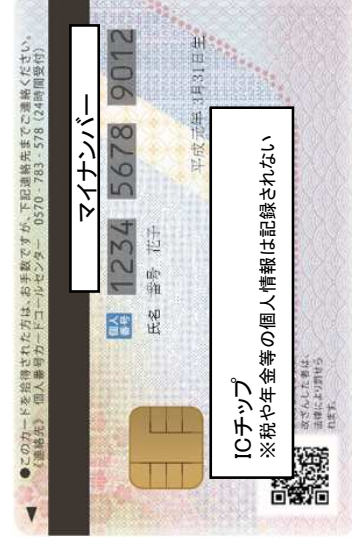 ●このカードを拾得された方は、お手数ですが、下記連絡先までご連絡ください。
《連絡先》 個人番号カードコールセンター 0570-783-578 (24時間受付)
マイナンバー
個人
番号
1234 5678 9012
氏名 番号 花子
平成元年 3月31日生
ICチップ
※税や年金等の個人情報は記録されない
改ざんした者は、
法律により罰せら
れます。